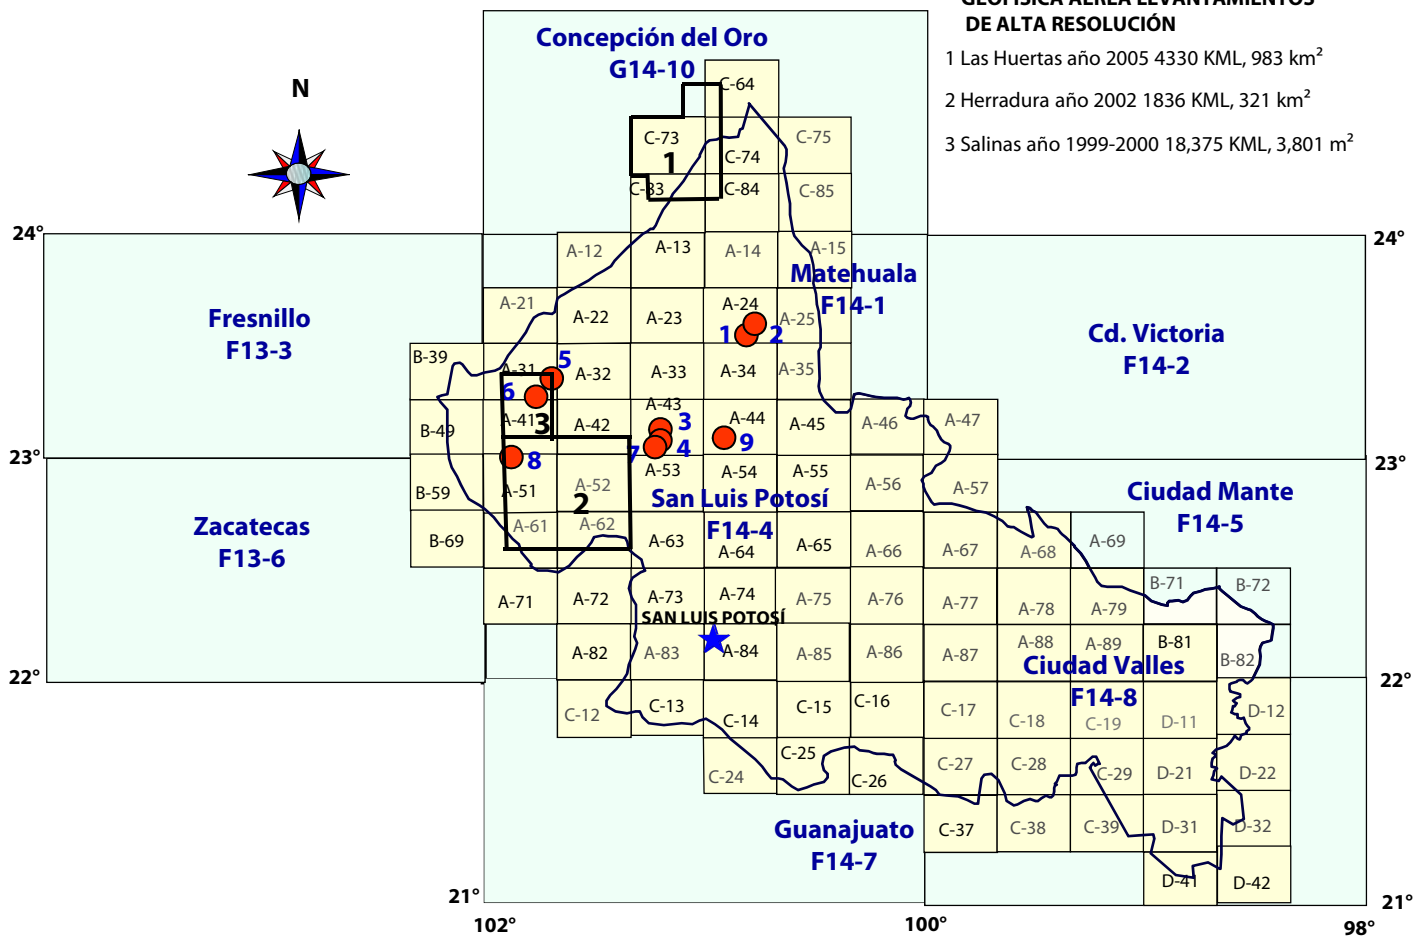 GEOFISICA AEREA LEVANTAMIENTOS
DE ALTA RESOLUCIÓN
1 Las Huertas año 2005 4330 KML, 983 km²
2 Herradura año 2002 1836 KML, 321 km²
3 Salinas año 1999-2000 18,375 KML, 3,801 m²
N
Concepción del Oro
G14-10
C-64
C-73
1
C-74
C-75
C-83
C-84
C-85
24°
24°
A-12
A-13
A-14
A-15
Matehuala
F14-1
Fresnillo
F13-3
A-21
A-22
A-23
A-24
A-25
1
2
Cd. Victoria
F14-2
B-39
A-31
5
A-32
A-33
A-34
A-35
6
B-49
A-41
3
A-42
A-43
3
4
7
A-44
9
A-45
A-46
A-47
23°
23°
8
B-59
A-51
A-52
2
A-53
A-54
A-55
A-56
A-57
San Luis Potosí
F14-4
Ciudad Mante
F14-5
Zacatecas
F13-6
B-69
A-61
A-62
A-63
A-64
A-65
A-66
A-67
A-68
A-69
A-71
A-72
A-73
A-74
A-75
A-76
A-77
A-78
A-79
B-71
B-72
SAN LUIS POTOSÍ
A-82
A-83
A-84
A-85
A-86
A-87
A-88
A-89
B-81
B-82
Ciudad Valles
F14-8
22°
22°
C-12
C-13
C-14
C-15
C-16
C-17
C-18
C-19
D-11
D-12
C-24
C-25
C-26
C-27
C-28
C-29
D-21
D-22
Guanajuato
F14-7
C-37
C-38
C-39
D-31
D-32
D-41
D-42
21°
21°
102°
100°
98°